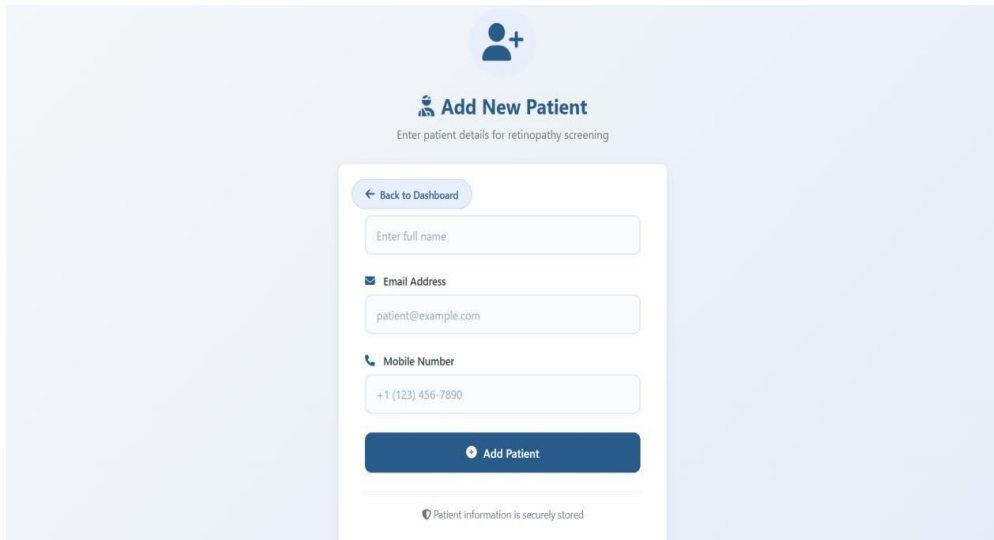 Add New Patient
Enter patient details for retinopathy screening
Back to Dashboard
Enter full name
Email Address
patient@example.com
Mobile Number
+1 (123) 456-7890
Add Patient
Patient information is securely stored